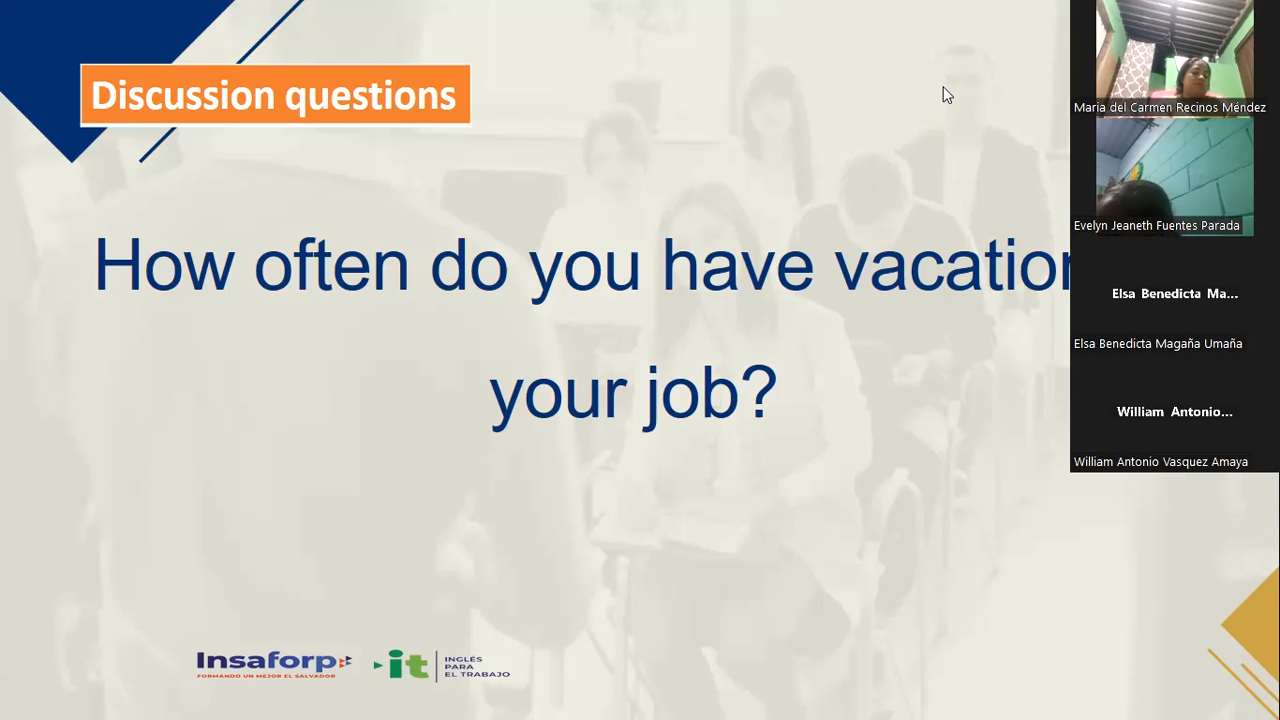 Discussion questions
How often do you have vacation
your job?
Insaforp
FORMANDO UN MEJOR EL SALVADOR
it
INGLÉS
PARA
EL TRABAJO
Maria del Carmen Recinos Méndez
Evelyn Jeaneth Fuentes Parada
Elsa Benedicta Ma...
Elsa Benedicta Magaña Umaña
William Antonio...
William Antonio Vasquez Amaya